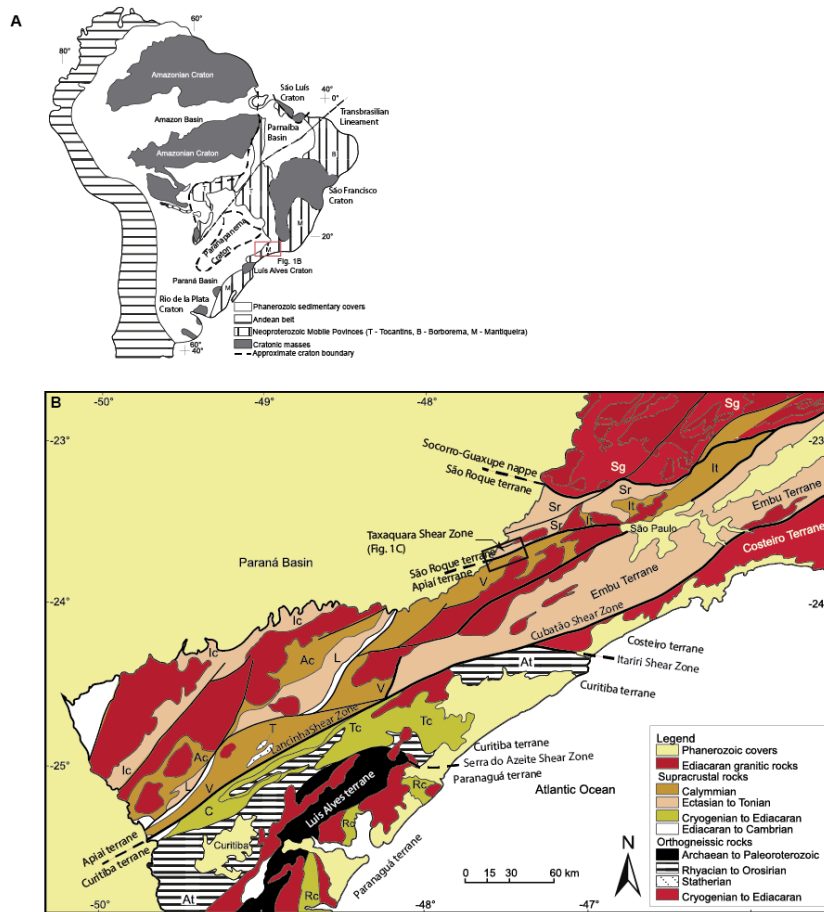 A
60°
80°
Amazonian Craton
São Luís
Craton
40°
0°
Transbrasilian
Lineament
Amazon Basin
Parnaíba
Basin
Amazonian Craton
B
T
São Francisco
Craton
M
Paranapanema
Craton
20°
M
Fig. 1B
Luís Alves Craton
Paraná Basin
M
Rio de la Plata
Craton
60°
40°
Phanerozoic sedimentary covers
Andean belt
Neoproterozoic Mobile Povinces (T - Tocantins, B - Borborema, M - Mantiqueira)
Cratonic masses
Approximate craton boundary
B
-50°
-49°
-48°
-23°
-23
Sg
Sg
Sg
Socorro-Guaxupe nappe
São Roque terrane
It
Sr
Sr
It
Sr
It
Embu Terrane
São Paulo
Taxaquara Shear Zone
(Fig. 1C)
Costeiro Terrane
Paraná Basin
São Roque terrane
Apiaí terrane
V
Embu Terrane
-24°
-24
Cubatão Shear Zone
Ic
Ic
Ac
L
Costeiro terrane
Itariri Shear Zone
At
Curitiba terrane
V
T
Lancinha Shear Zone
Tc
Tc
Ac
Ic
L
V
-25°
Curitiba terrane
Serra do Azeite Shear Zone
Paranaguá terrane
Rc
Luís Alves terrane
Atlantic Ocean
C
Rc
Apiaí terrane
Curitiba terrane
Curitiba
Paranaguá terrane
At
Rc
N
0 15 30 60 km
-50°
-49°
-48°
-47°
Legend
Phanerozoic covers
Ediacaran granitic rocks
Supracrustal rocks
Calymmian
Ectasian to Tonian
Cryogenian to Ediacaran
Ediacaran to Cambrian
Orthogneissic rocks
Archaean to Paleoroterozoic
Rhyacian to Orosirian
Statherian
Cryogenian to Ediacaran